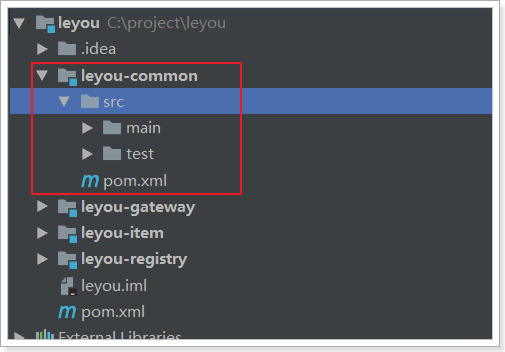 leyou C:\project\leyou
.idea
leyou-common
src
main
test
pom.xml
leyou-gateway
leyou-item
leyou-registry
leyou.iml
pom.xml
External Libraries